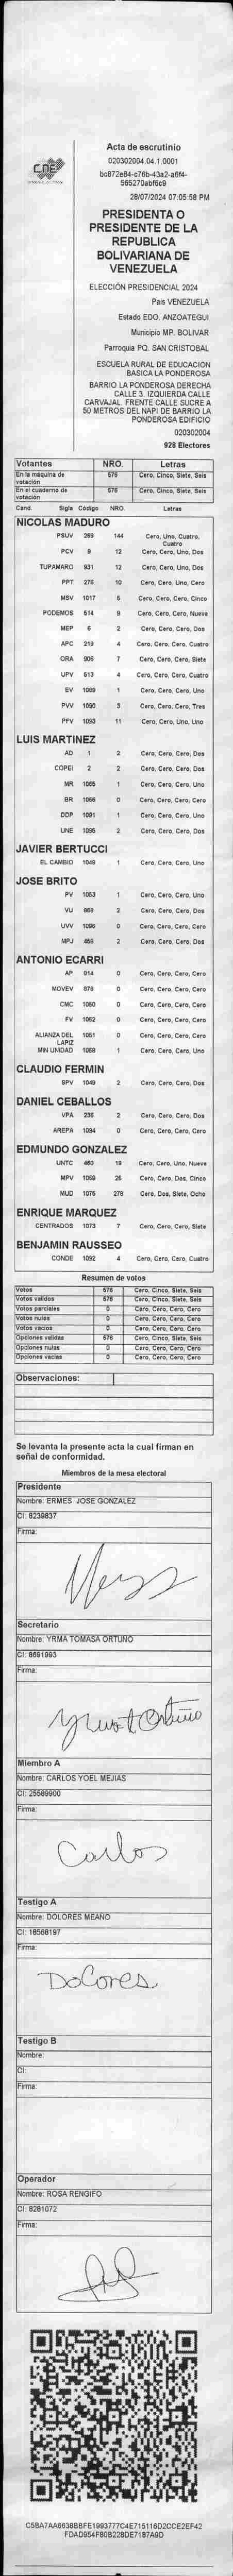 CNE
Acta de escrutinio
020302004.04.1.0001
bc872e84-c76b-43a2-a6f4-
565270abf6c9
28/07/2024 07:05:58 PM
PRESIDENTA O
PRESIDENTE DE LA
REPUBLICA
BOLIVARIANA DE
VENEZUELA
ELECCIÓN PRESIDENCIAL 2024
País VENEZUELA
Estado EDO. ANZOATEGUI
Municipio MP. BOLIVAR
Parroquia PQ. SAN CRISTOBAL
ESCUELA RURAL DE EDUCACION
BASICA LA PONDEROSA
BARRIO LA PONDEROSA DERECHA
CALLE 3. IZQUIERDA CALLE
CARVAJAL. FRENTE CALLE SUCRE A
50 METROS DEL NAPI DE BARRIO LA
PONDEROSA EDIFICIO
020302004
928 Electores
Votantes NRO. Letras
En la máquina de votación 576 Cero, Cinco, Siete, Seis
En el cuaderno de votación 576 Cero, Cinco, Siete, Seis
Cand. Sigla Código NRO. Letras
NICOLAS MADURO
PSUV 269 144 Cero, Uno, Cuatro, Cuatro
PCV 9 12 Cero, Cero, Uno, Dos
TUPAMARO 931 12 Cero, Cero, Uno, Dos
PPT 276 10 Cero, Cero, Uno, Cero
MSV 1017 5 Cero, Cero, Cero, Cinco
PODEMOS 514 9 Cero, Cero, Cero, Nueve
MEP 6 2 Cero, Cero, Cero, Dos
APC 219 4 Cero, Cero, Cero, Cuatro
ORA 906 7 Cero, Cero, Cero, Siete
UPV 513 4 Cero, Cero, Cero, Cuatro
EV 1089 1 Cero, Cero, Cero, Uno
PVV 1090 3 Cero, Cero, Cero, Tres
PFV 1093 11 Cero, Cero, Uno, Uno
LUIS MARTINEZ
AD 1 2 Cero, Cero, Cero, Dos
COPEI 2 2 Cero, Cero, Cero, Dos
MR 1065 1 Cero, Cero, Cero, Uno
BR 1066 0 Cero, Cero, Cero, Cero
DDP 1091 1 Cero, Cero, Cero, Uno
UNE 1095 2 Cero, Cero, Cero, Dos
JAVIER BERTUCCI
EL CAMBIO 1048 1 Cero, Cero, Cero, Uno
JOSE BRITO
PV 1053 1 Cero, Cero, Cero, Uno
VU 868 2 Cero, Cero, Cero, Dos
UVV 1096 0 Cero, Cero, Cero, Cero
MPJ 456 2 Cero, Cero, Cero, Dos
ANTONIO ECARRI
AP 814 0 Cero, Cero, Cero, Cero
MOVEV 878 0 Cero, Cero, Cero, Cero
CMC 1060 0 Cero, Cero, Cero, Cero
FV 1062 0 Cero, Cero, Cero, Cero
ALIANZA DEL LAPIZ 1051 0 Cero, Cero, Cero, Cero
MIN UNIDAD 1068 1 Cero, Cero, Cero, Uno
CLAUDIO FERMIN
SPV 1049 2 Cero, Cero, Cero, Dos
DANIEL CEBALLOS
VPA 236 2 Cero, Cero, Cero, Dos
AREPA 1084 0 Cero, Cero, Cero, Cero
EDMUNDO GONZALEZ
UNTC 460 19 Cero, Cero, Uno, Nueve
MPV 1059 25 Cero, Cero, Dos, Cinco
MUD 1076 278 Cero, Dos, Siete, Ocho
ENRIQUE MARQUEZ
CENTRADOS 1073 7 Cero, Cero, Cero, Siete
BENJAMIN RAUSSEO
CONDE 1092 4 Cero, Cero, Cero, Cuatro
Resumen de votos
Votos 576 Cero, Cinco, Siete, Seis
Votos validos 576 Cero, Cinco, Siete, Seis
Votos parciales 0 Cero, Cero, Cero, Cero
Votos nulos 0 Cero, Cero, Cero, Cero
Votos vacíos 0 Cero, Cero, Cero, Cero
Opciones validas 576 Cero, Cinco, Siete, Seis
Opciones nulas 0 Cero, Cero, Cero, Cero
Opciones vacías 0 Cero, Cero, Cero, Cero
Observaciones:
Se levanta la presente acta la cual firman en
señal de conformidad.
Miembros de la mesa electoral
Presidente
Nombre: ERMES JOSE GONZALEZ
CI: 8239837
Firma:
Secretario
Nombre: YRMA TOMASA ORTUÑO
CI: 8691993
Firma:
Yrma T Ortuño
Miembro A
Nombre: CARLOS YOEL MEJIAS
CI: 25589900
Firma:
Carlos
Testigo A
Nombre: DOLORES MEAÑO
CI: 18568197
Firma:
Dolores
Testigo B
Nombre:
CI:
Firma:
Operador
Nombre: ROSA RENGIFO
CI: 8281072
Firma:
C5BA7AA6638BBFE1993777C4E715116D2CCE2EF42
FDAD954FB0B228DE7187A9D